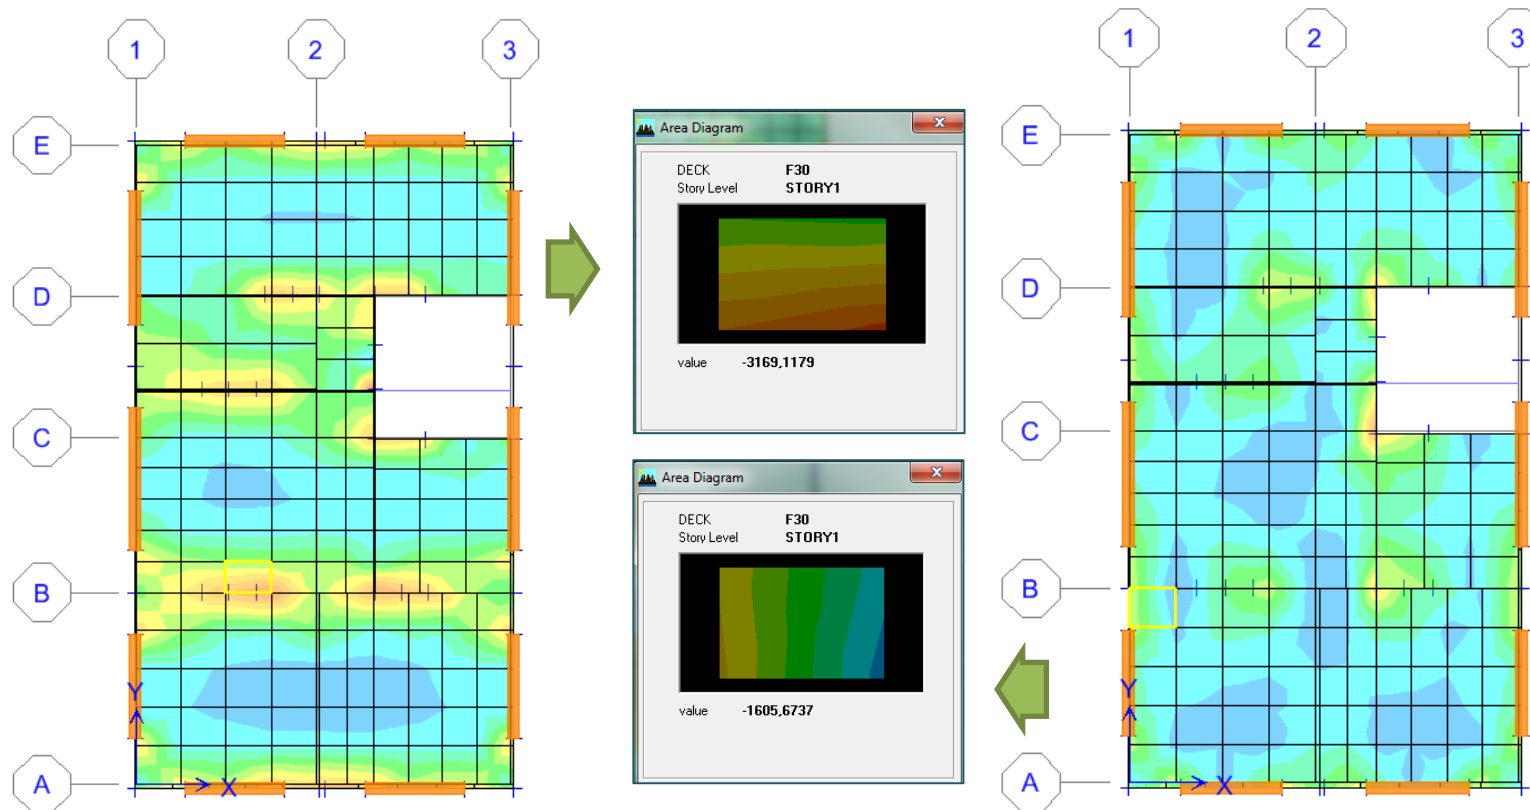 1
2
3
E
D
C
B
A
Y
X
Area Diagram
X
DECK F30
Story Level STORY1
value -3169,1179
Area Diagram
X
DECK F30
Story Level STORY1
value -1605,6737
1
2
3
E
D
C
B
A
Y
X